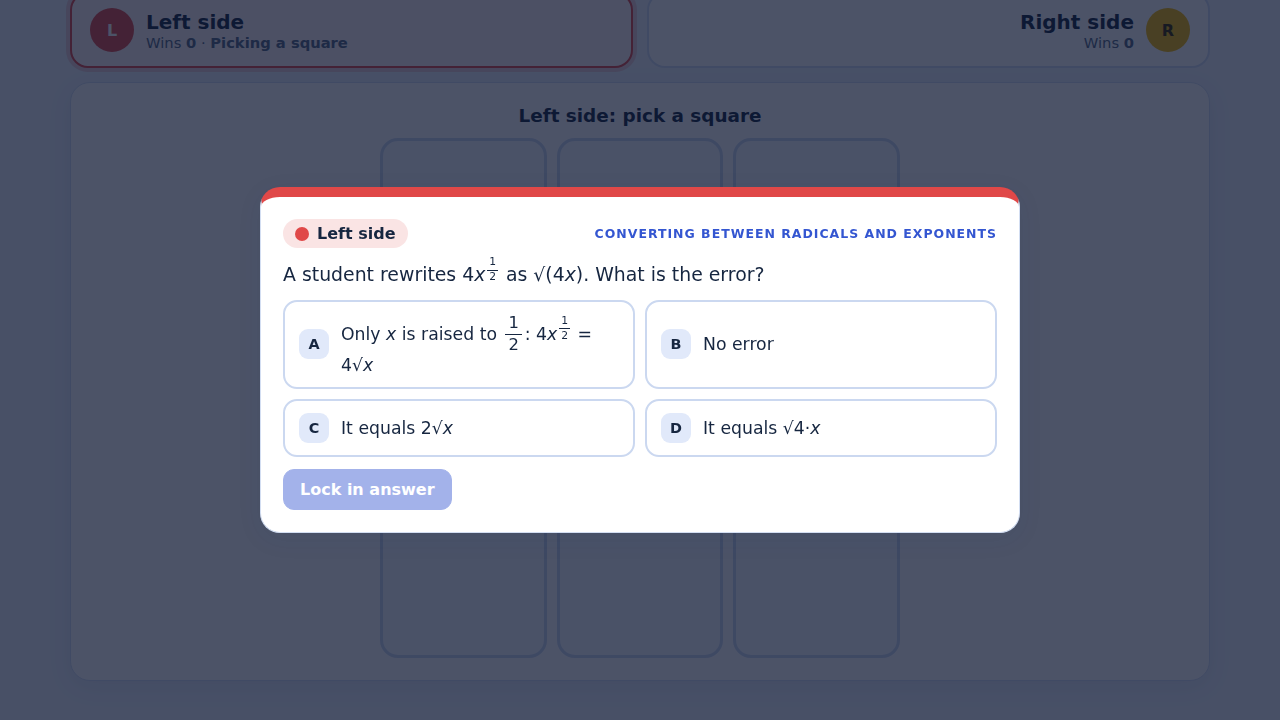 L
Left side
Wins 0 · Picking a square
Right side
Wins 0
R
Left side: pick a square
Left side
CONVERTING BETWEEN RADICALS AND EXPONENTS
A student rewrites 4x^(1/2) as √(4x). What is the error?
A
Only x is raised to 1/2: 4x^(1/2) =
4√x
B
No error
C
It equals 2√x
D
It equals √4·x
Lock in answer